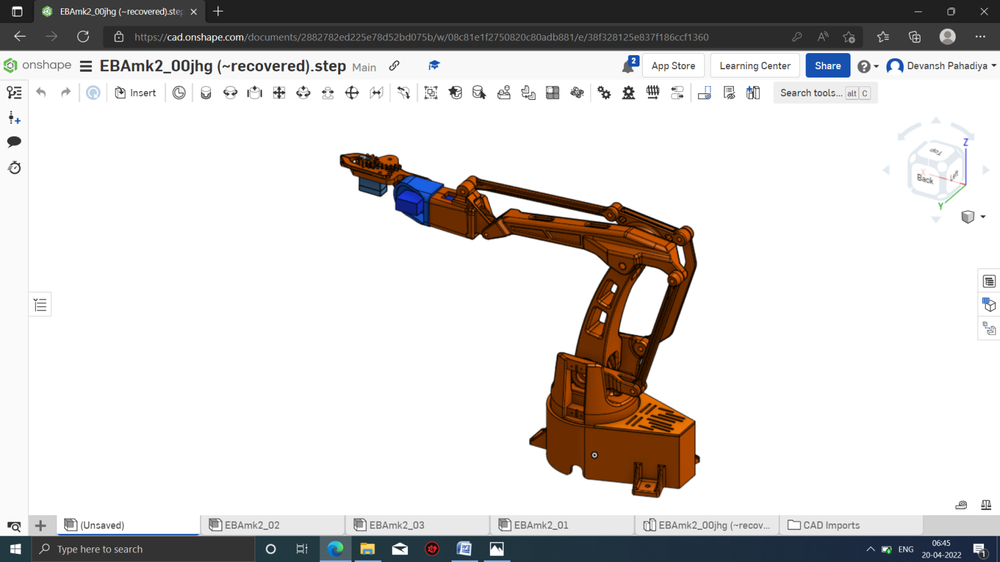 EBAmk2_00jhg (~recovered).step
https://cad.onshape.com/documents/2882782ed225e78d52bd075b/w/08c81e1f2750820c80adb881/e/38f328125e837f186ccf1360
onshape EBAmk2_00jhg (~recovered).step Main 2 App Store Learning Center Share Devansh Pahadiya
Insert Search tools... alt C
Z
Top
Back X Left
Y
(Unsaved) EBAmk2_02 EBAmk2_03 EBAmk2_01 EBAmk2_00jhg (~recov... CAD Imports
Type here to search ENG 06:45
20-04-2022 1